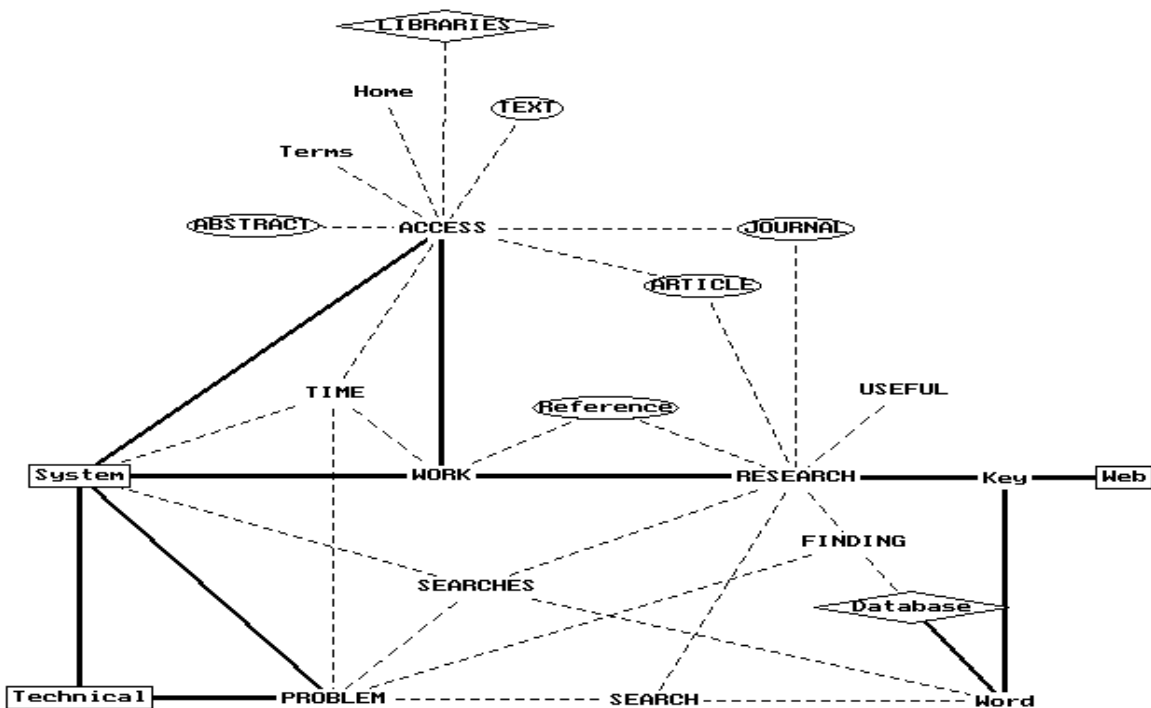 LIBRARIES
Home
TEXT
Terms
ABSTRACT
ACCESS
JOURNAL
ARTICLE
TIME
Reference
USEFUL
System
WORK
RESEARCH
Key
Web
FINDING
SEARCHES
Database
Technical
PROBLEM
SEARCH
Word